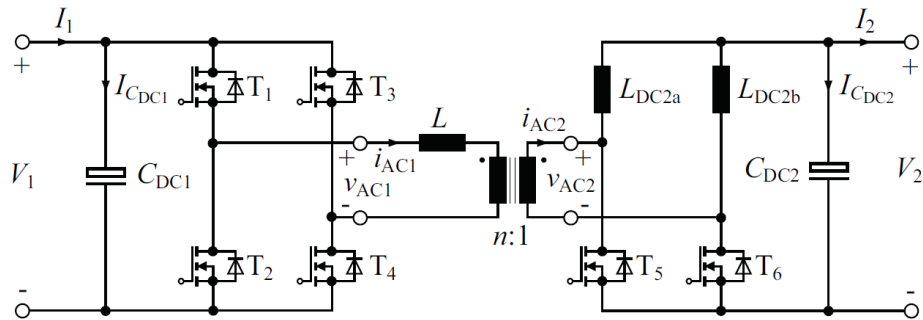 I1 I2
+ +
ICDC1 T1 T3 LDC2a LDC2b ICDC2
L
iAC1 iAC2
+ +
V1 CDC1 vAC1 vAC2 CDC2 V2
- -
n:1
T2 T4 T5 T6
- -